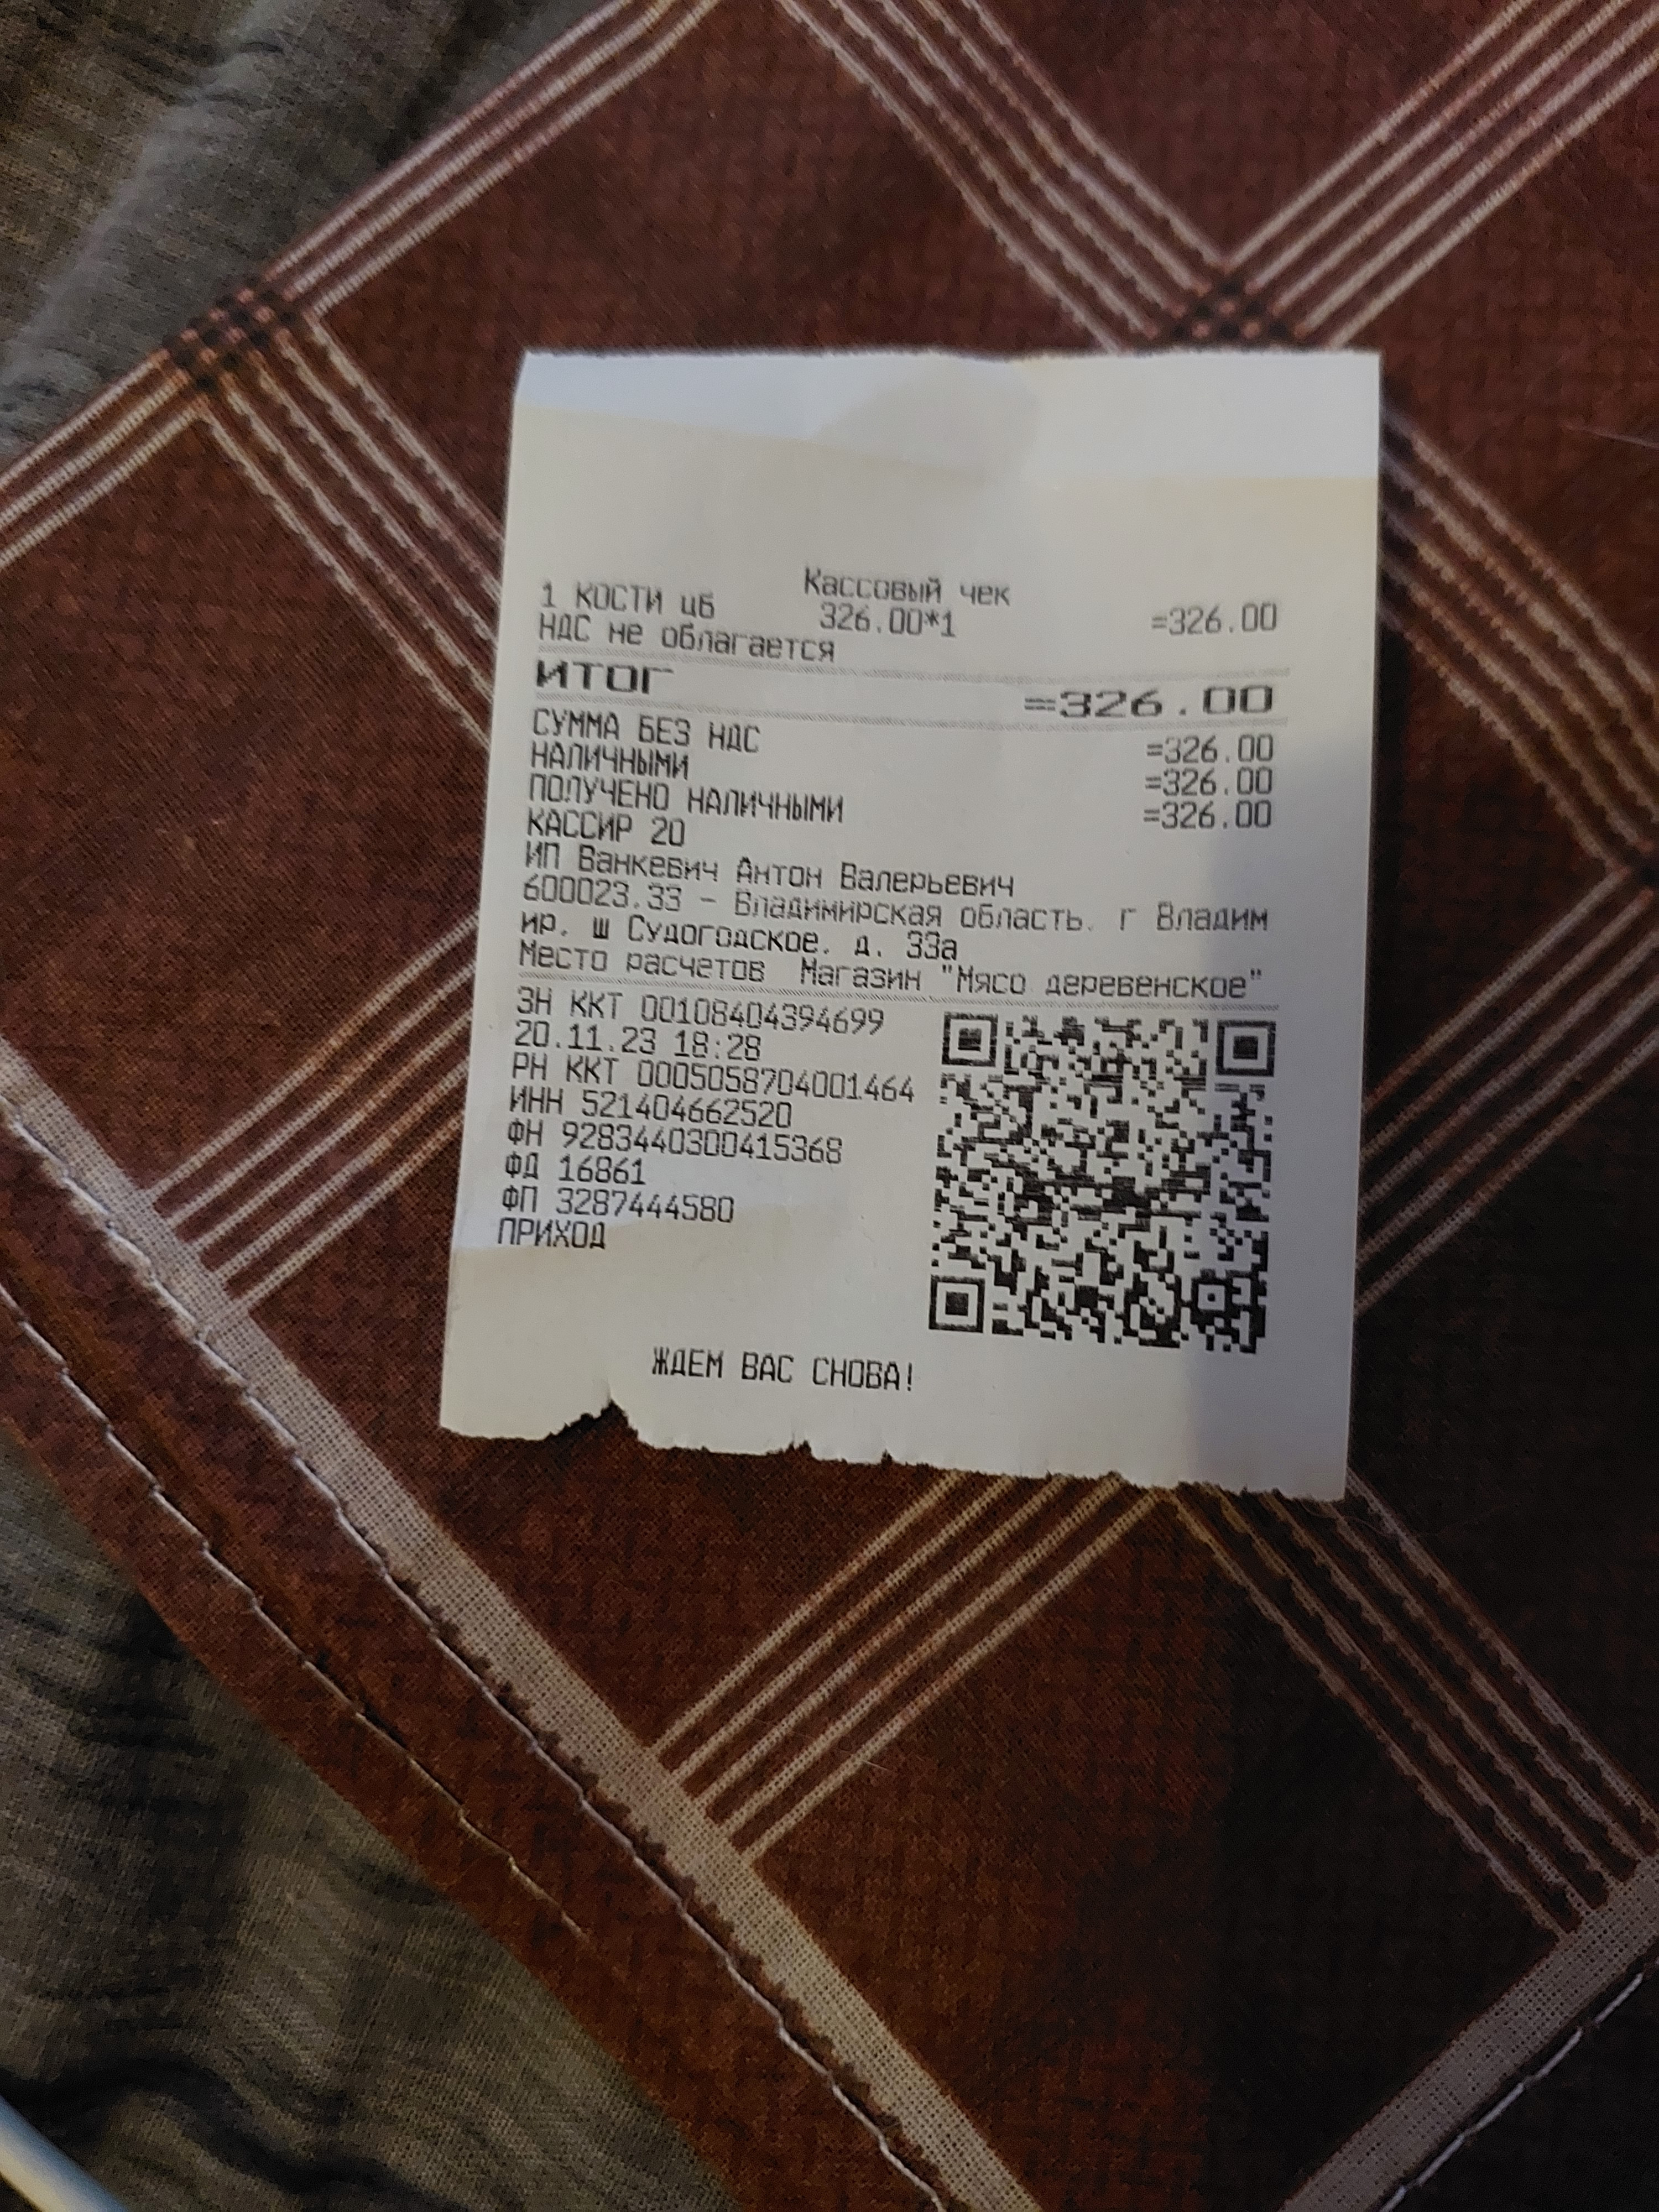 Кассовый чек
1 КОСТИ цб 326.00*1 =326.00
НДС не облагается
ИТОГ =326.00
СУММА БЕЗ НДС =326.00
НАЛИЧНЫМИ =326.00
ПОЛУЧЕНО НАЛИЧНЫМИ =326.00
КАССИР 20
ИП Ванкевич Антон Валерьевич
600023,33 - Владимирская область, г Владим
ир, ш Судогодское, д. 33а
Место расчетов Магазин "Мясо деревенское"
ЗН ККТ 00108404394699
20.11.23 18:28
РН ККТ 0005058704001464
ИНН 521404662520
ФН 9283440300415368
ФД 16861
ФП 3287444580
ПРИХОД
ЖДЕМ ВАС СНОВА!